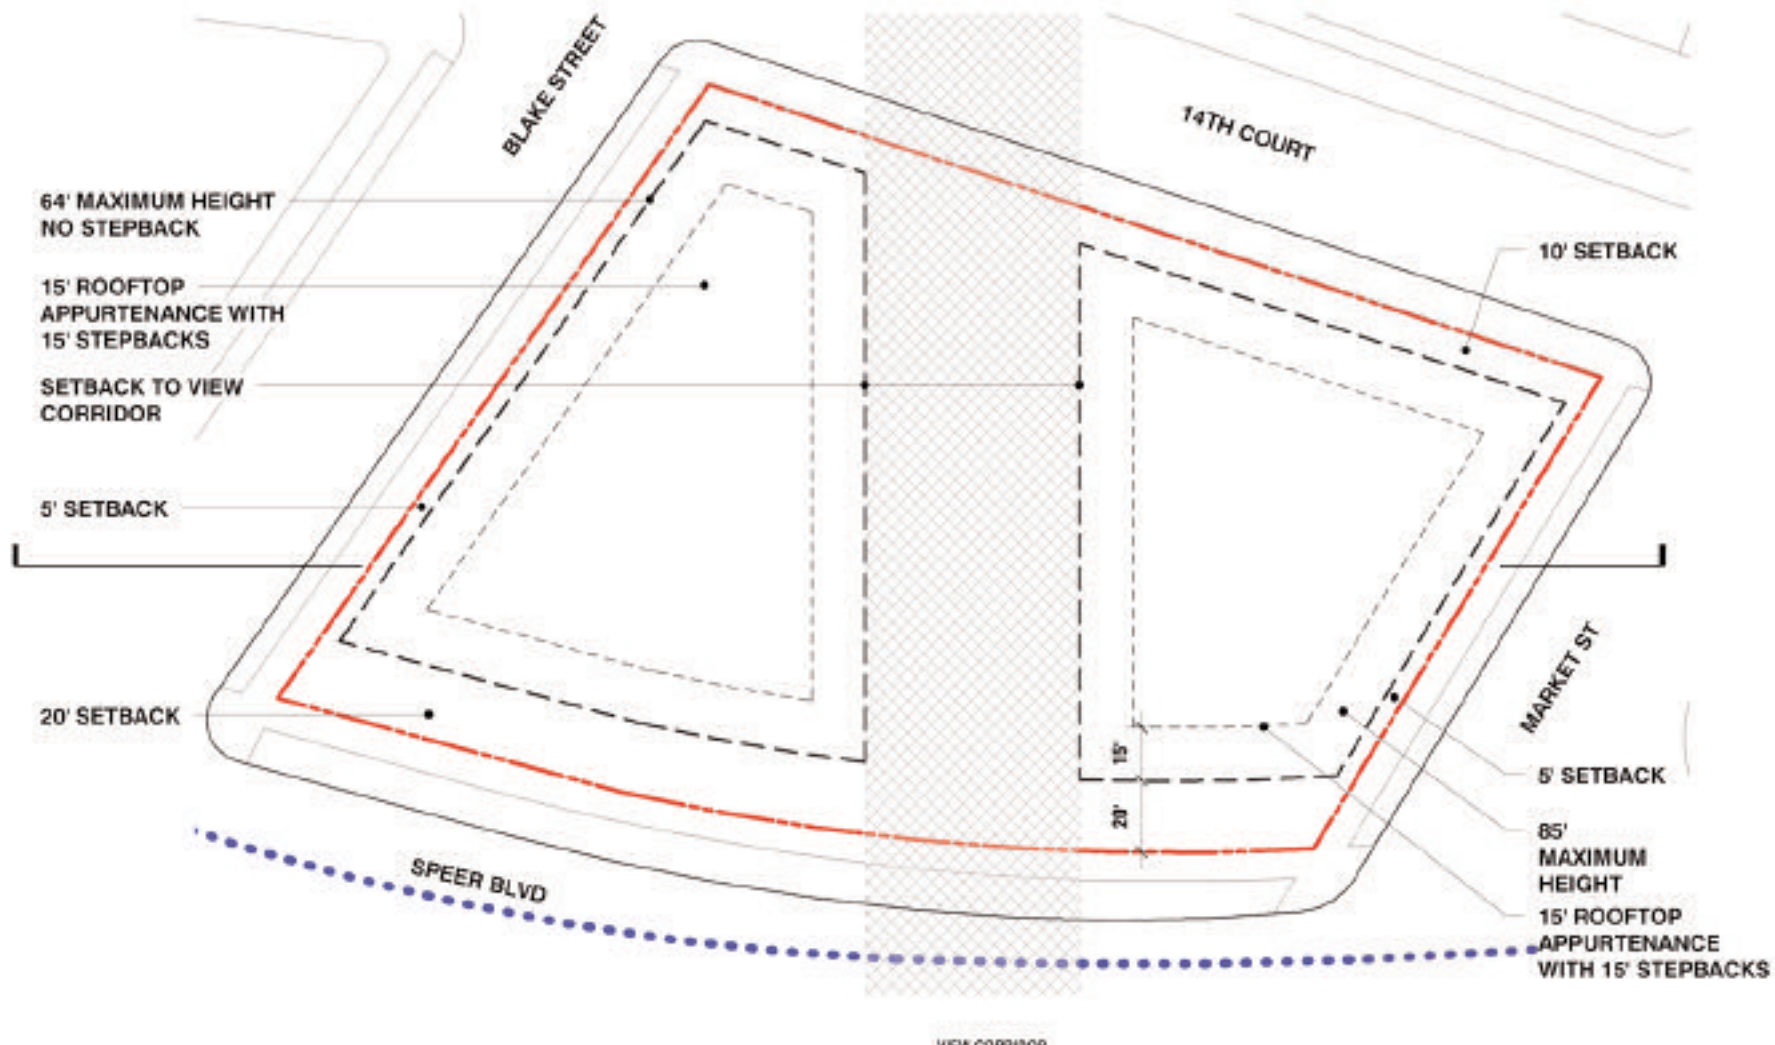 BLAKE STREET
14TH COURT
64' MAXIMUM HEIGHT
NO STEPBACK
10' SETBACK
15' ROOFTOP
APPURTENANCE WITH
15' STEPBACKS
SETBACK TO VIEW
CORRIDOR
5' SETBACK
MARKET ST
20' SETBACK
15'
20'
5' SETBACK
85'
MAXIMUM
HEIGHT
SPEER BLVD
15' ROOFTOP
APPURTENANCE
WITH 15' STEPBACKS
VIEW CORRIDOR